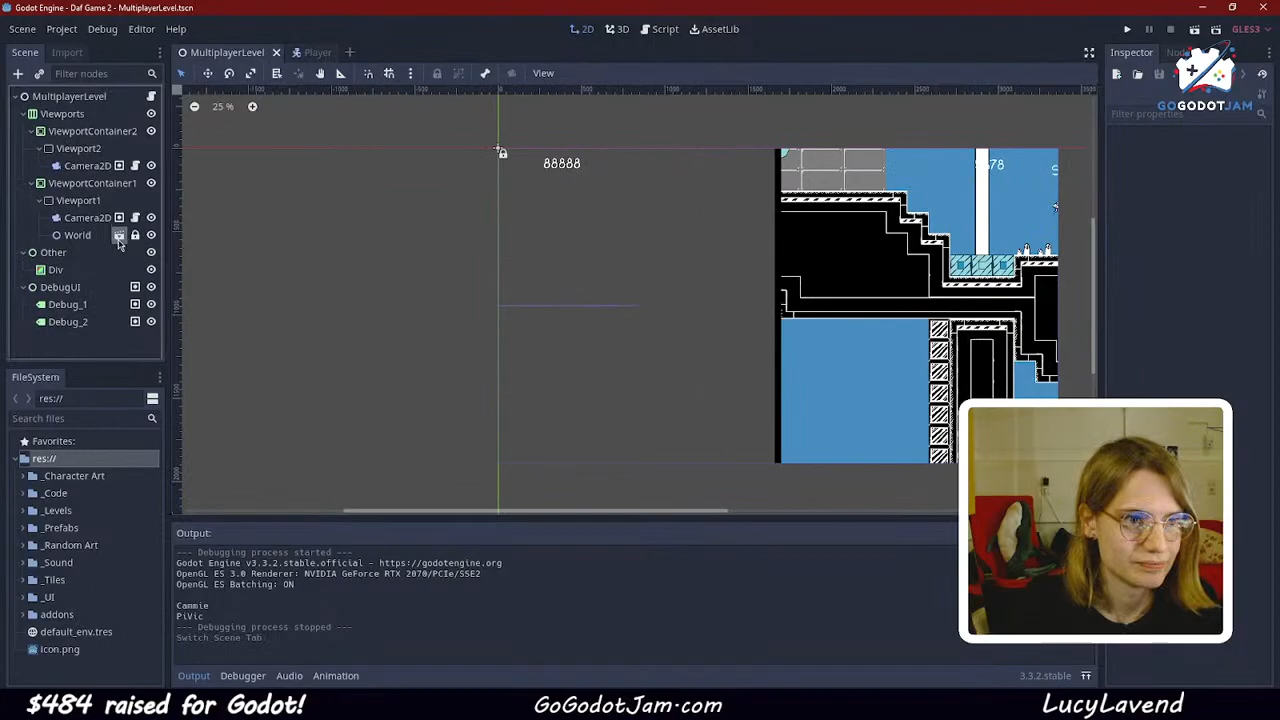 Godot Engine - Daf Game 2 - MultiplayerLevel.tscn
Scene Project Debug Editor Help
2D 3D Script AssetLib
GLES3
Scene Import
MultiplayerLevel Player
Inspector
Filter nodes
View
GOGODOTJAM
Filter properties
25 %
MultiplayerLevel
Viewports
ViewportContainer2
Viewport2
Camera2D
ViewportContainer1
Viewport1
Camera2D
World
Other
Div
DebugUI
Debug_1
Debug_2
88888
FileSystem
res://
Search files
Favorites:
res://
_Character Art
_Code
_Levels
_Prefabs
_Random Art
_Sound
_Tiles
_UI
addons
default_env.tres
icon.png
Output:
--- Debugging process started ---
Godot Engine v3.3.2.stable.official - https://godotengine.org
OpenGL ES 3.0 Renderer: NVIDIA GeForce RTX 2070/PCIe/SSE2
OpenGL ES Batching: ON
Cammie
PiVic
--- Debugging process stopped ---
Switch Scene Tab
Output Debugger Audio Animation
3.3.2.stable
$484 raised for Godot!
GoGodotJam.com
LucyLavend